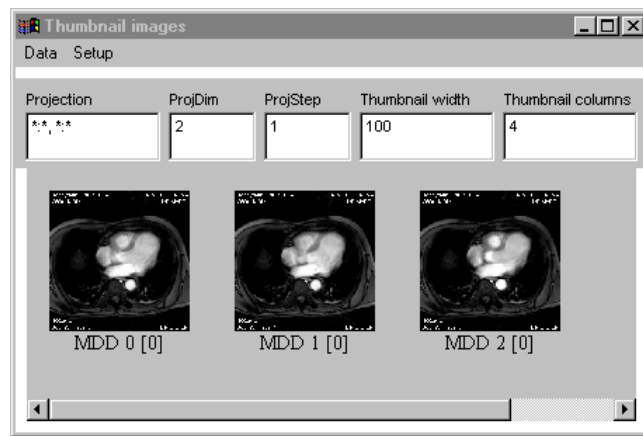 Thumbnail images
Data Setup
Projection ProjDim ProjStep Thumbnail width Thumbnail columns
*:*, *:* 2 1 100 4
MDD 0 [0] MDD 1 [0] MDD 2 [0]